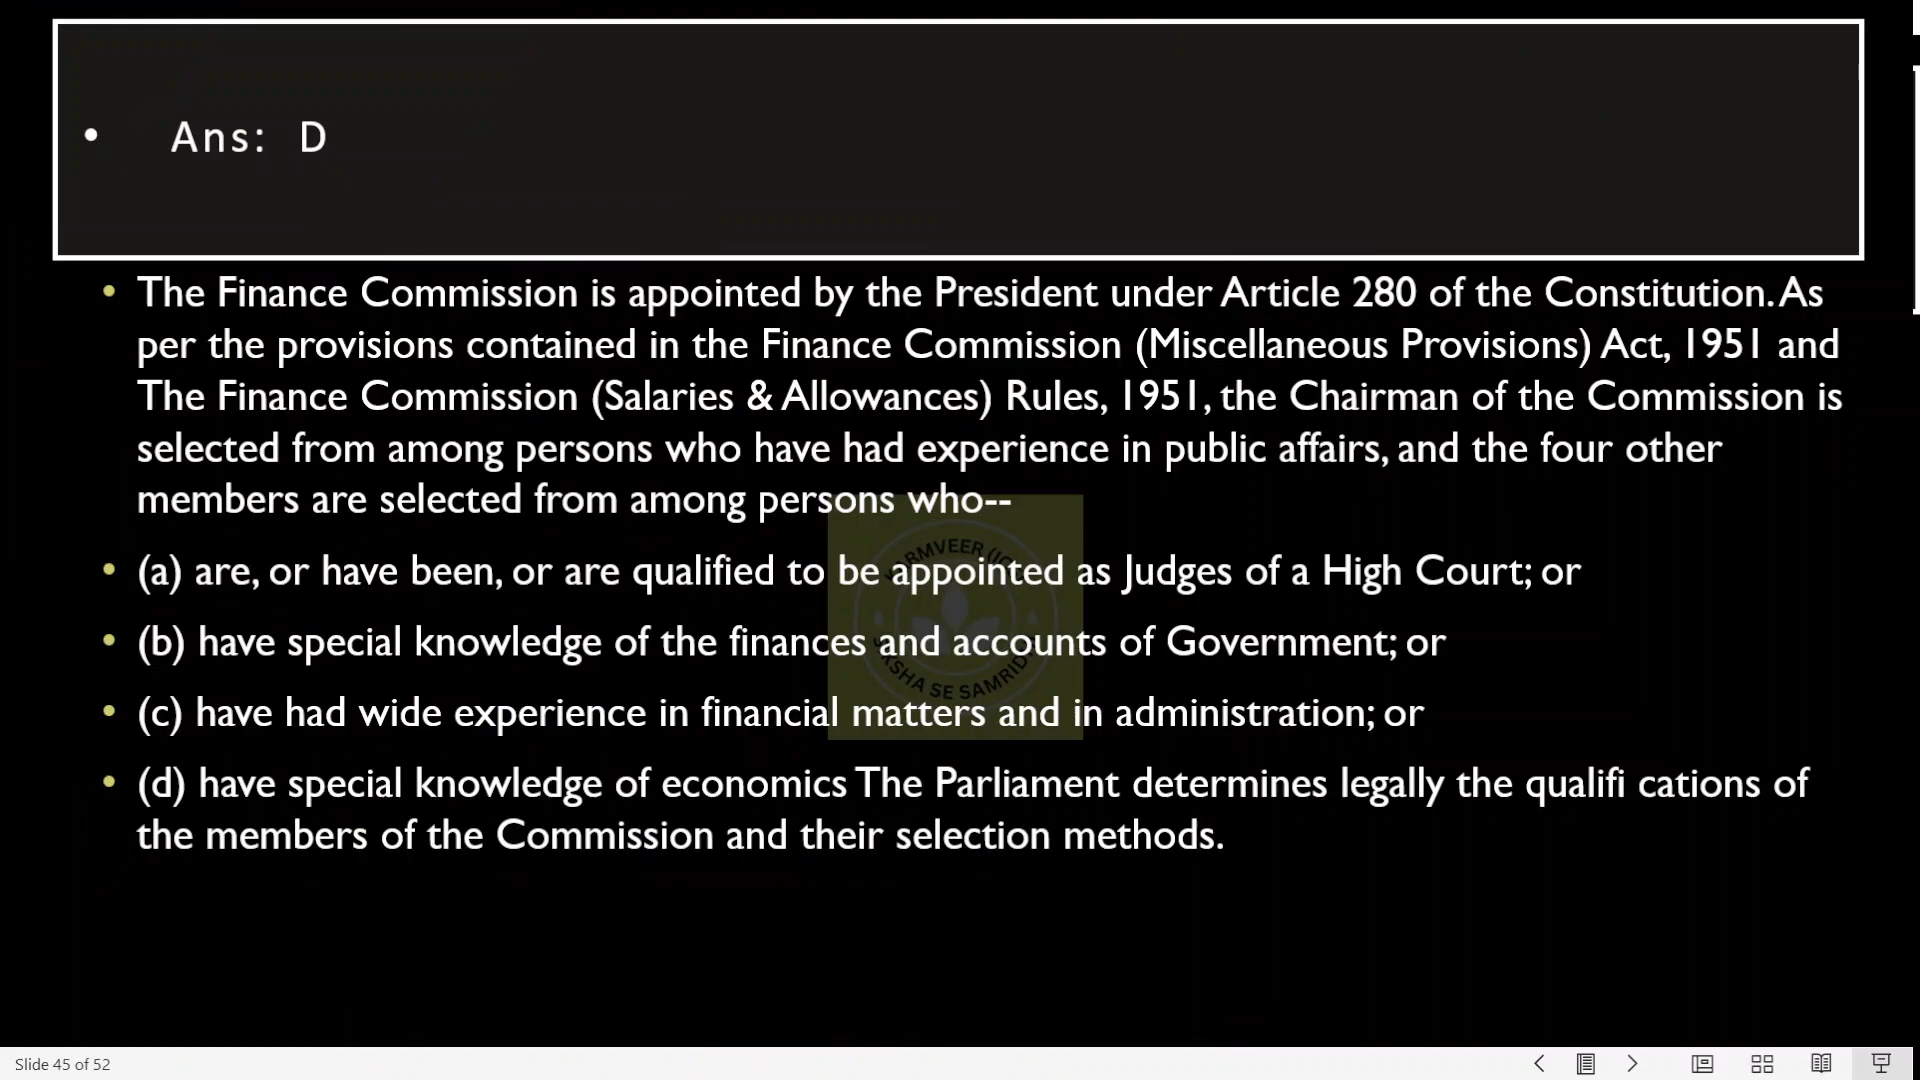 • Ans: D
• The Finance Commission is appointed by the President under Article 280 of the Constitution. As
per the provisions contained in the Finance Commission (Miscellaneous Provisions) Act, 1951 and
The Finance Commission (Salaries & Allowances) Rules, 1951, the Chairman of the Commission is
selected from among persons who have had experience in public affairs, and the four other
members are selected from among persons who--
• (a) are, or have been, or are qualified to be appointed as Judges of a High Court; or
• (b) have special knowledge of the finances and accounts of Government; or
• (c) have had wide experience in financial matters and in administration; or
• (d) have special knowledge of economics The Parliament determines legally the qualifi cations of
the members of the Commission and their selection methods.
SE SAMRIDHI
Slide 45 of 52